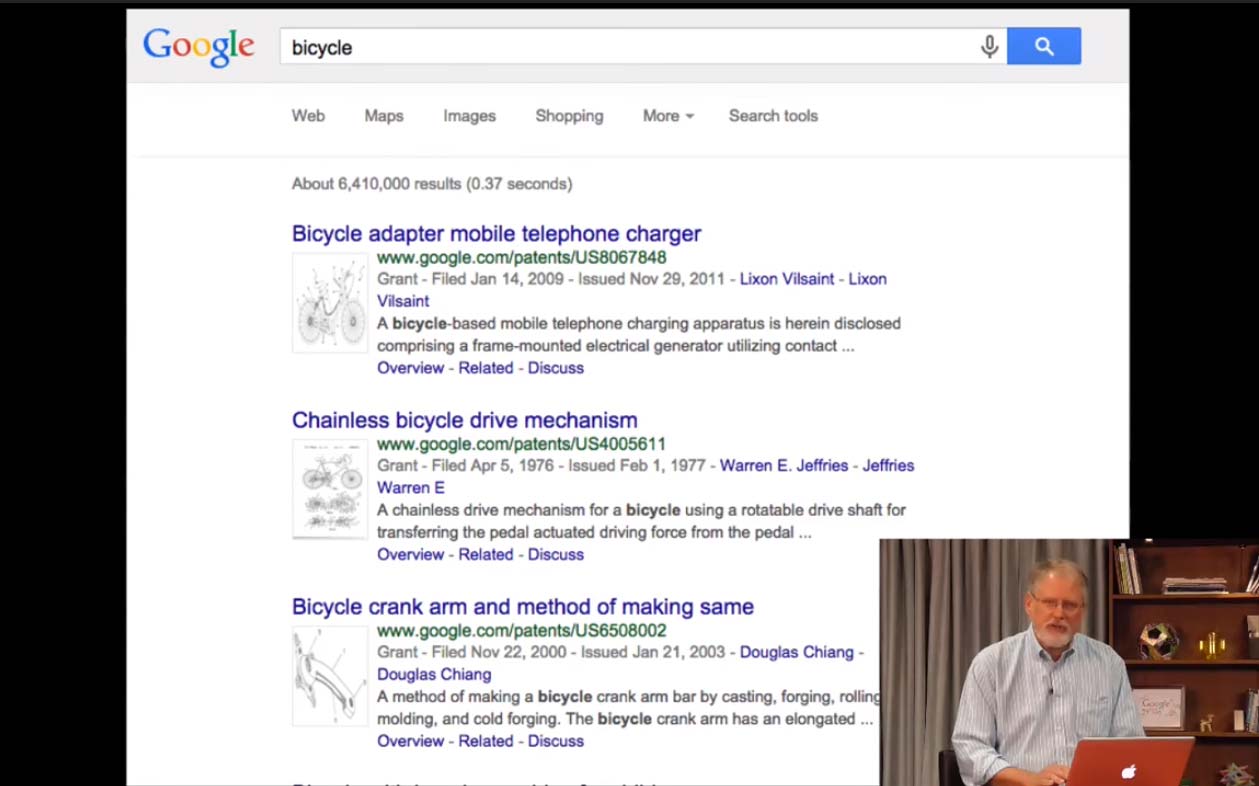 Google
bicycle
Web Maps Images Shopping More Search tools
About 6,410,000 results (0.37 seconds)
Bicycle adapter mobile telephone charger
www.google.com/patents/US8067848
Grant - Filed Jan 14, 2009 - Issued Nov 29, 2011 - Lixon Vilsaint - Lixon
Vilsaint
A bicycle-based mobile telephone charging apparatus is herein disclosed
comprising a frame-mounted electrical generator utilizing contact ...
Overview - Related - Discuss
Chainless bicycle drive mechanism
www.google.com/patents/US4005611
Grant - Filed Apr 5, 1976 - Issued Feb 1, 1977 - Warren E. Jeffries - Jeffries
Warren E
A chainless drive mechanism for a bicycle using a rotatable drive shaft for
transferring the pedal actuated driving force from the pedal ...
Overview - Related - Discuss
Bicycle crank arm and method of making same
www.google.com/patents/US6508002
Grant - Filed Nov 22, 2000 - Issued Jan 21, 2003 - Douglas Chiang -
Douglas Chiang
A method of making a bicycle crank arm bar by casting, forging, rolling
molding, and cold forging. The bicycle crank arm has an elongated ...
Overview - Related - Discuss
Google